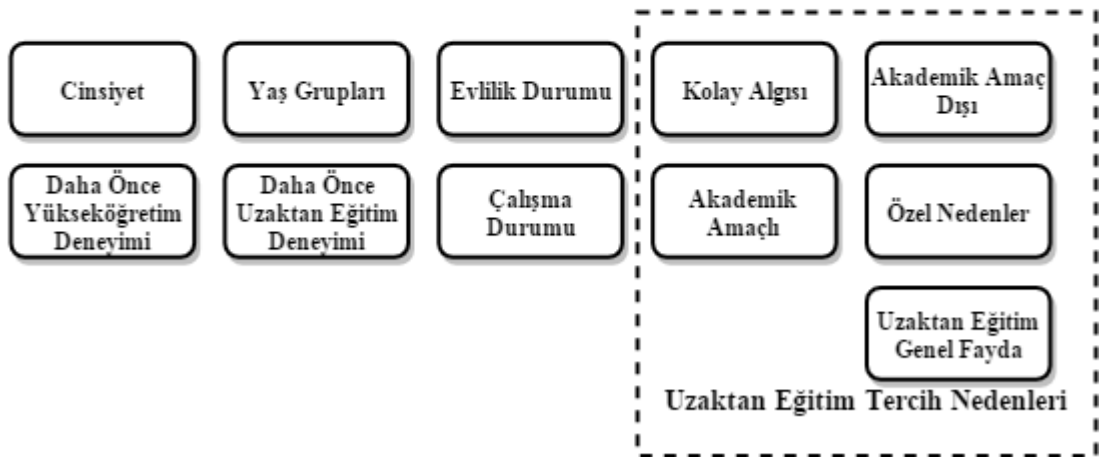 Cinsiyet
Yaş Grupları
Evlilik Durumu
Kolay Algısı
Akademik Amaç
Dışı
Daha Önce
Yükseköğretim
Deneyimi
Daha Önce
Uzaktan Eğitim
Deneyimi
Çalışma
Durumu
Akademik
Amaçlı
Özel Nedenler
Uzaktan Eğitim
Genel Fayda
Uzaktan Eğitim Tercih Nedenleri